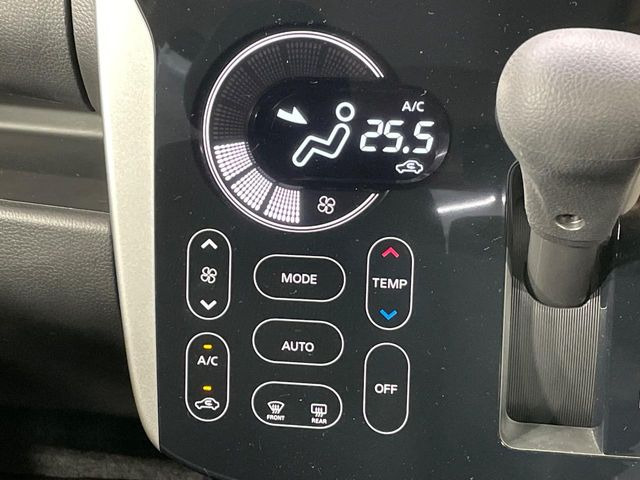 A/C
25.5
MODE
TEMP
AUTO
A/C
OFF
FRONT REAR